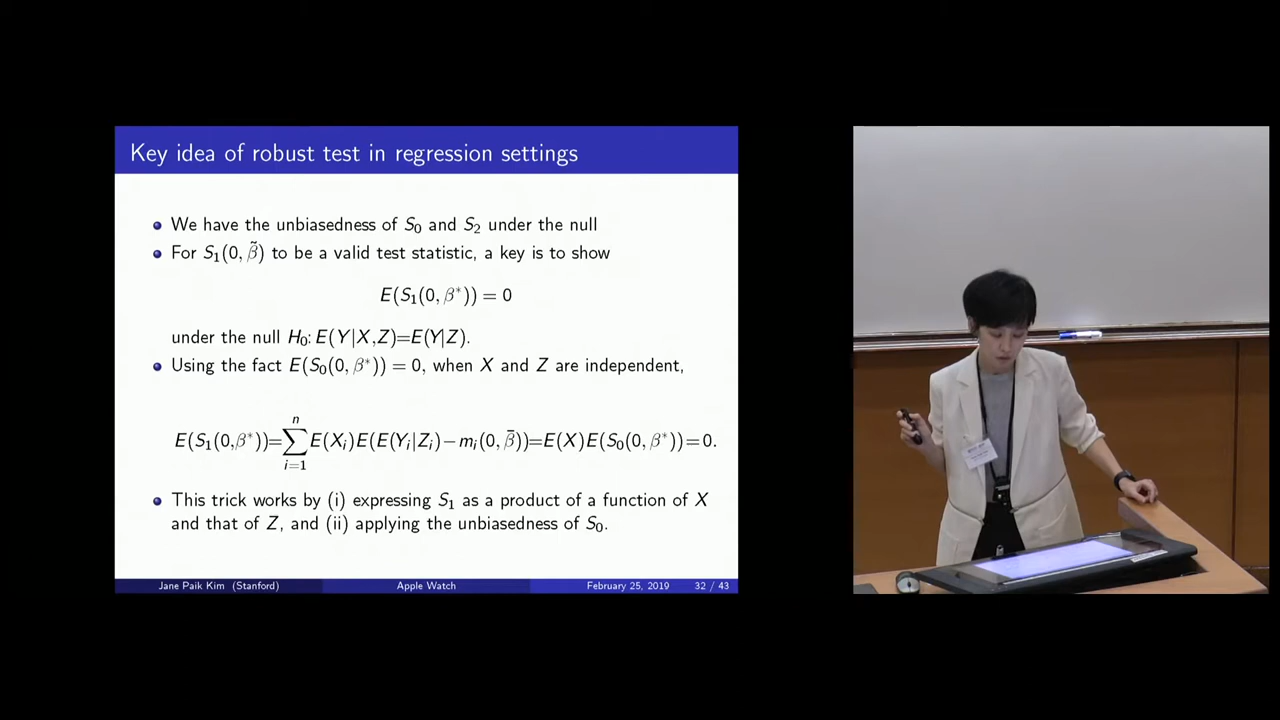 Key idea of robust test in regression settings
We have the unbiasedness of S₀ and S₂ under the null
For S₁(0, β̃) to be a valid test statistic, a key is to show
E(S₁(0, β*)) = 0
under the null H₀: E(Y|X,Z)=E(Y|Z).
Using the fact E(S₀(0, β*)) = 0, when X and Z are independent,
E(S₁(0,β*))=∑ⁿᵢ₌₁ E(Xᵢ)E(E(Yᵢ|Zᵢ)−mᵢ(0, β̄))=E(X)E(S₀(0, β*))=0.
This trick works by (i) expressing S₁ as a product of a function of X
and that of Z, and (ii) applying the unbiasedness of S₀.
Jane Paik Kim (Stanford) Apple Watch February 25, 2019 32 / 43